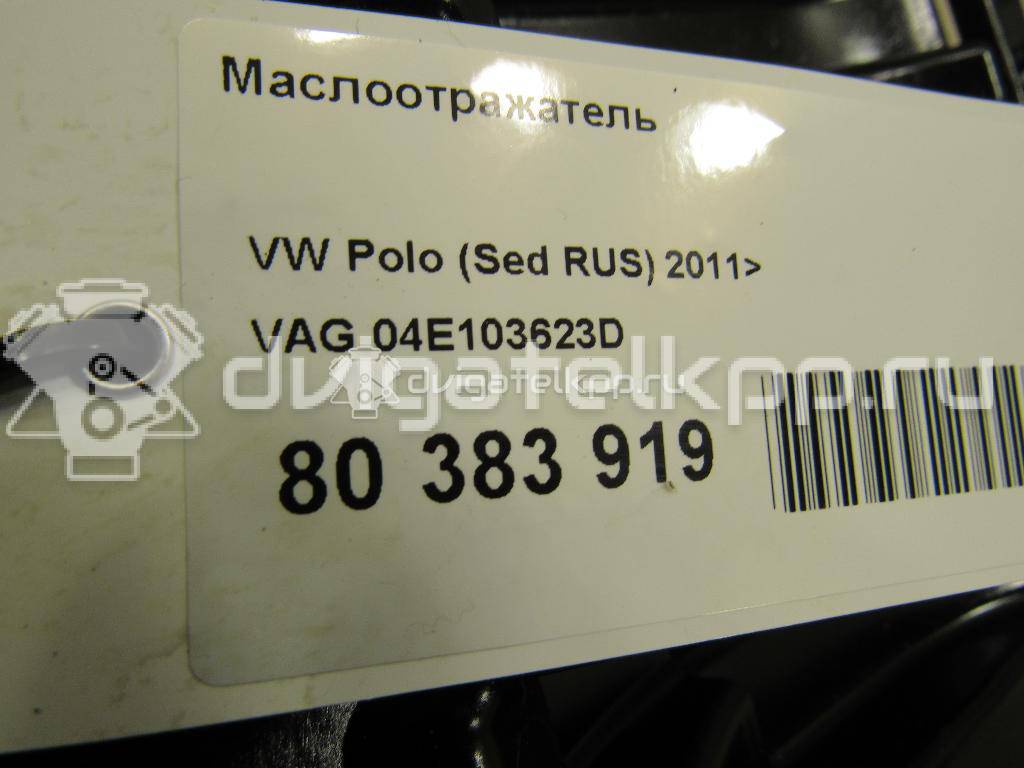 Маслоотражатель
VW Polo (Sed RUS) 2011>
VAG 04E103623D
dvigatelkpp.ru
dvigatelkpp.ru
80 383 919